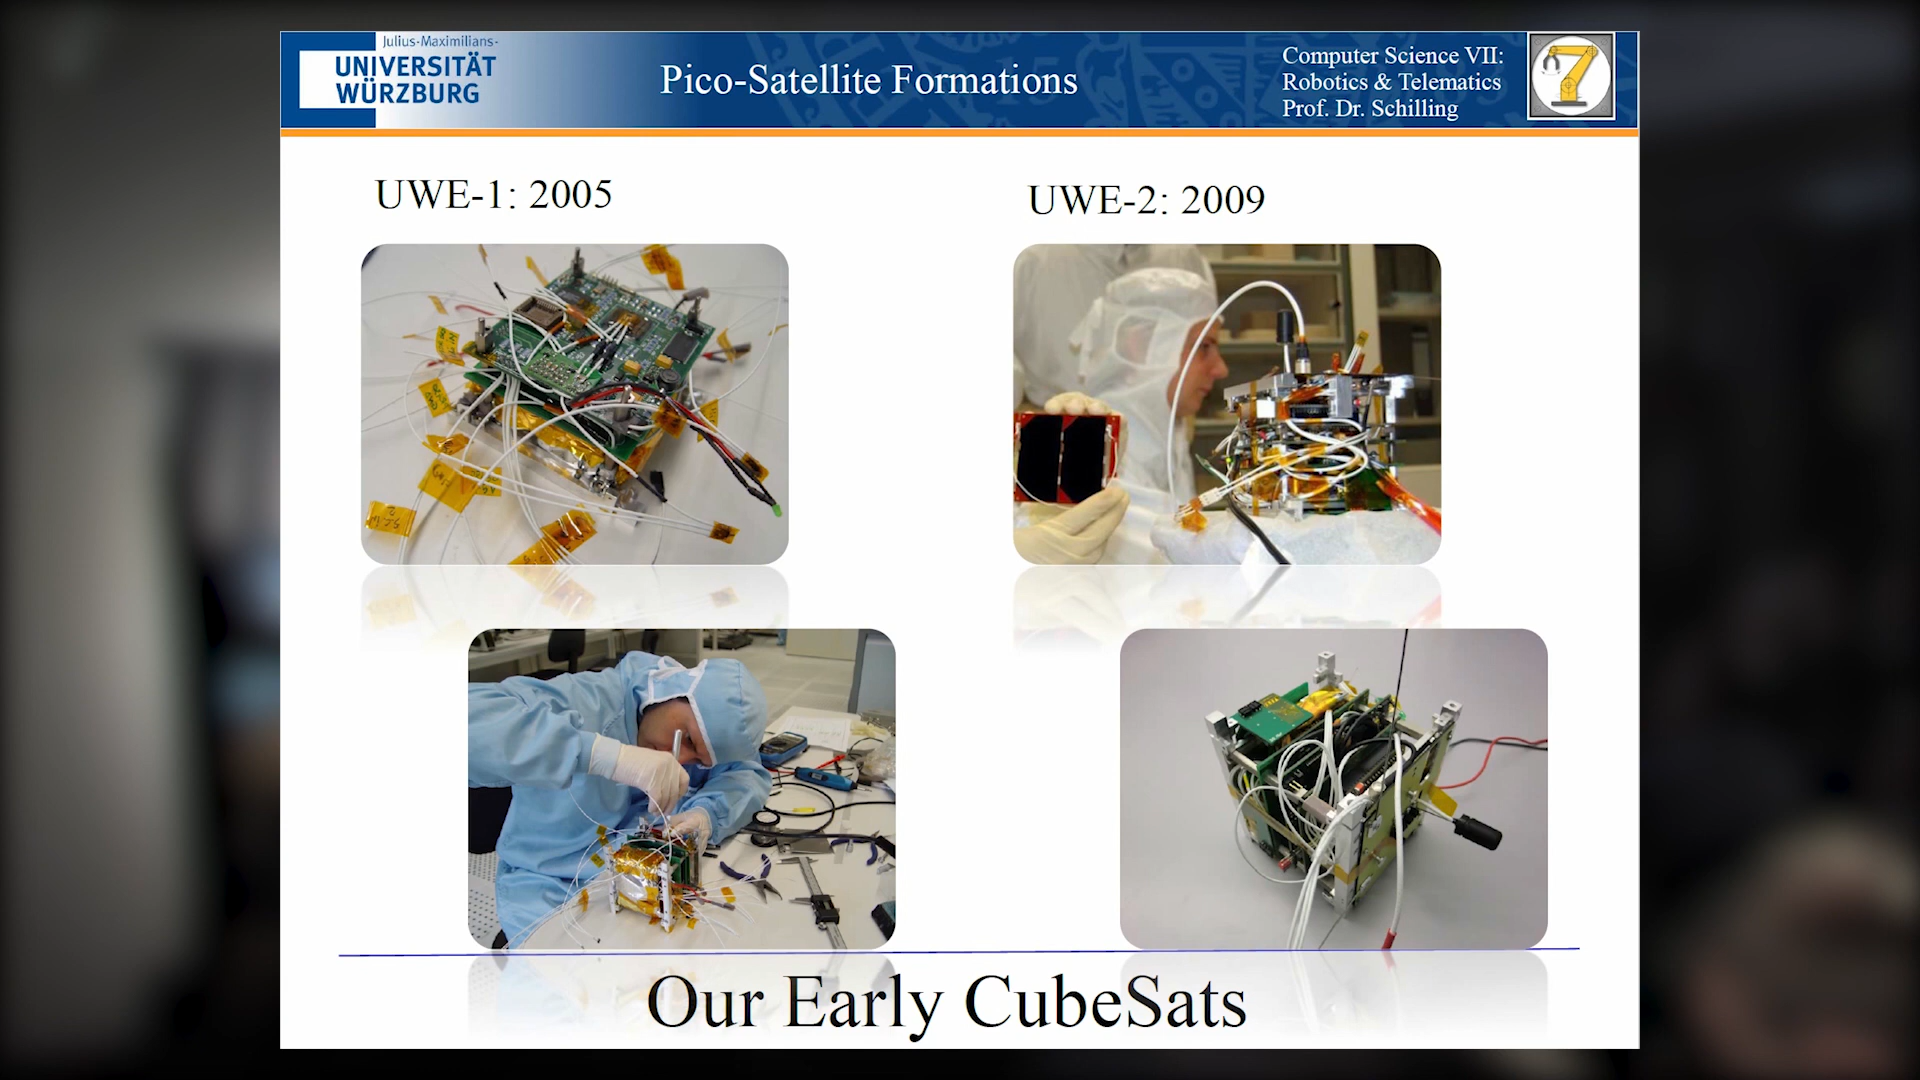 Julius-Maximilians-
UNIVERSITÄT
WÜRZBURG
Pico-Satellite Formations
Computer Science VII:
Robotics & Telematics
Prof. Dr. Schilling
7
UWE-1: 2005
UWE-2: 2009
Our Early CubeSats